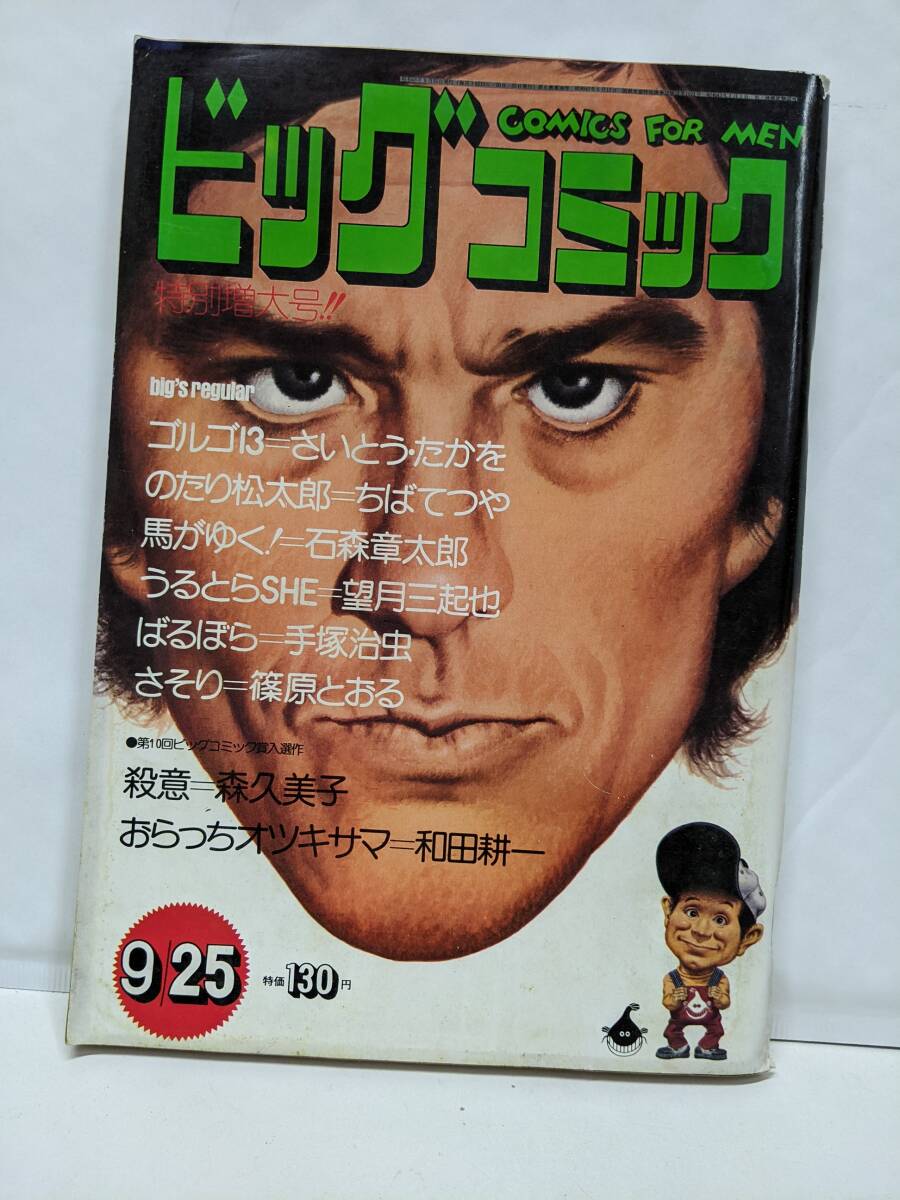 COMICS FOR MEN
ビッグコミック
特別増大号!!
big's regular
ゴルゴ13=さいとう・たかを
のたり松太郎=ちばてつや
馬がゆく!=石森章太郎
うるとらSHE=望月三起也
ばるぼら=手塚治虫
さそり=篠原とおる
●第10回ビッグコミック賞入選作
殺意=森久美子
おらっちオツキサマ=和田耕一
9/25
特価130円